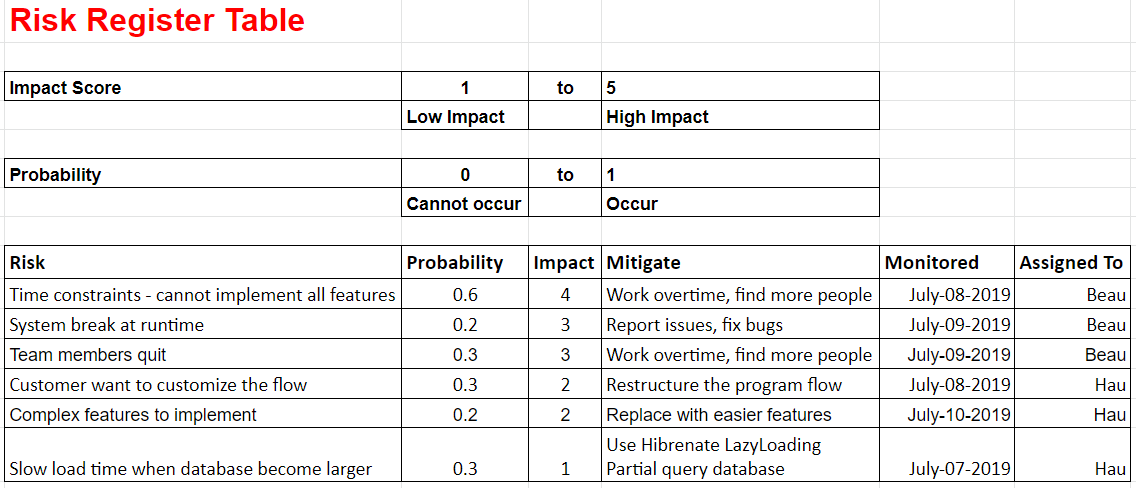 Risk Register Table
Impact Score 1 to 5
Low Impact High Impact
Probability 0 to 1
Cannot occur Occur
Risk Probability Impact Mitigate Monitored Assigned To
Time constraints - cannot implement all features 0.6 4 Work overtime, find more people July-08-2019 Beau
System break at runtime 0.2 3 Report issues, fix bugs July-09-2019 Beau
Team members quit 0.3 3 Work overtime, find more people July-09-2019 Beau
Customer want to customize the flow 0.3 2 Restructure the program flow July-08-2019 Hau
Complex features to implement 0.2 2 Replace with easier features July-10-2019 Hau
Use Hibrenate LazyLoading
Slow load time when database become larger 0.3 1 Partial query database July-07-2019 Hau